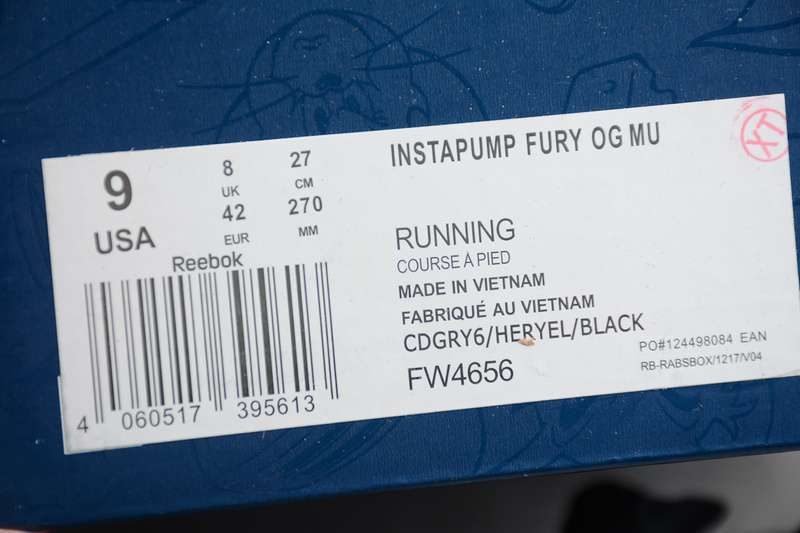 9
USA
8
UK
42
EUR
27
CM
270
MM
Reebok
4 060517 395613
INSTAPUMP FURY OG MU
RUNNING
COURSE À PIED
MADE IN VIETNAM
FABRIQUÉ AU VIETNAM
CDGRY6/HERYEL/BLACK
FW4656
PO#124498084 EAN
RB-RABSBOX/1217/V04
XT